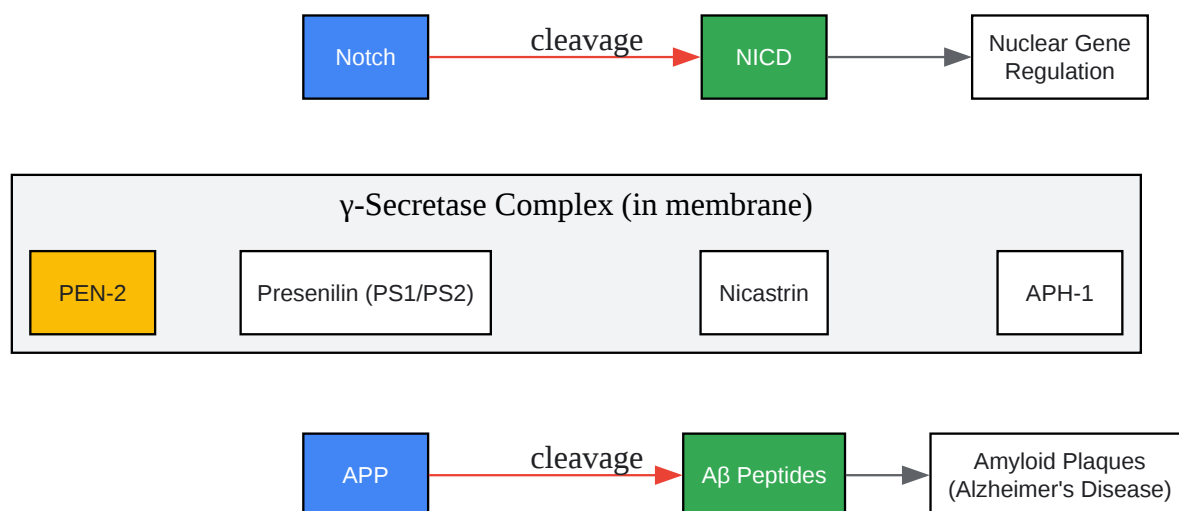 Notch
cleavage
NICD
Nuclear Gene
Regulation
γ-Secretase Complex (in membrane)
PEN-2
Presenilin (PS1/PS2)
Nicastrin
APH-1
APP
cleavage
Aβ Peptides
Amyloid Plaques
(Alzheimer's Disease)